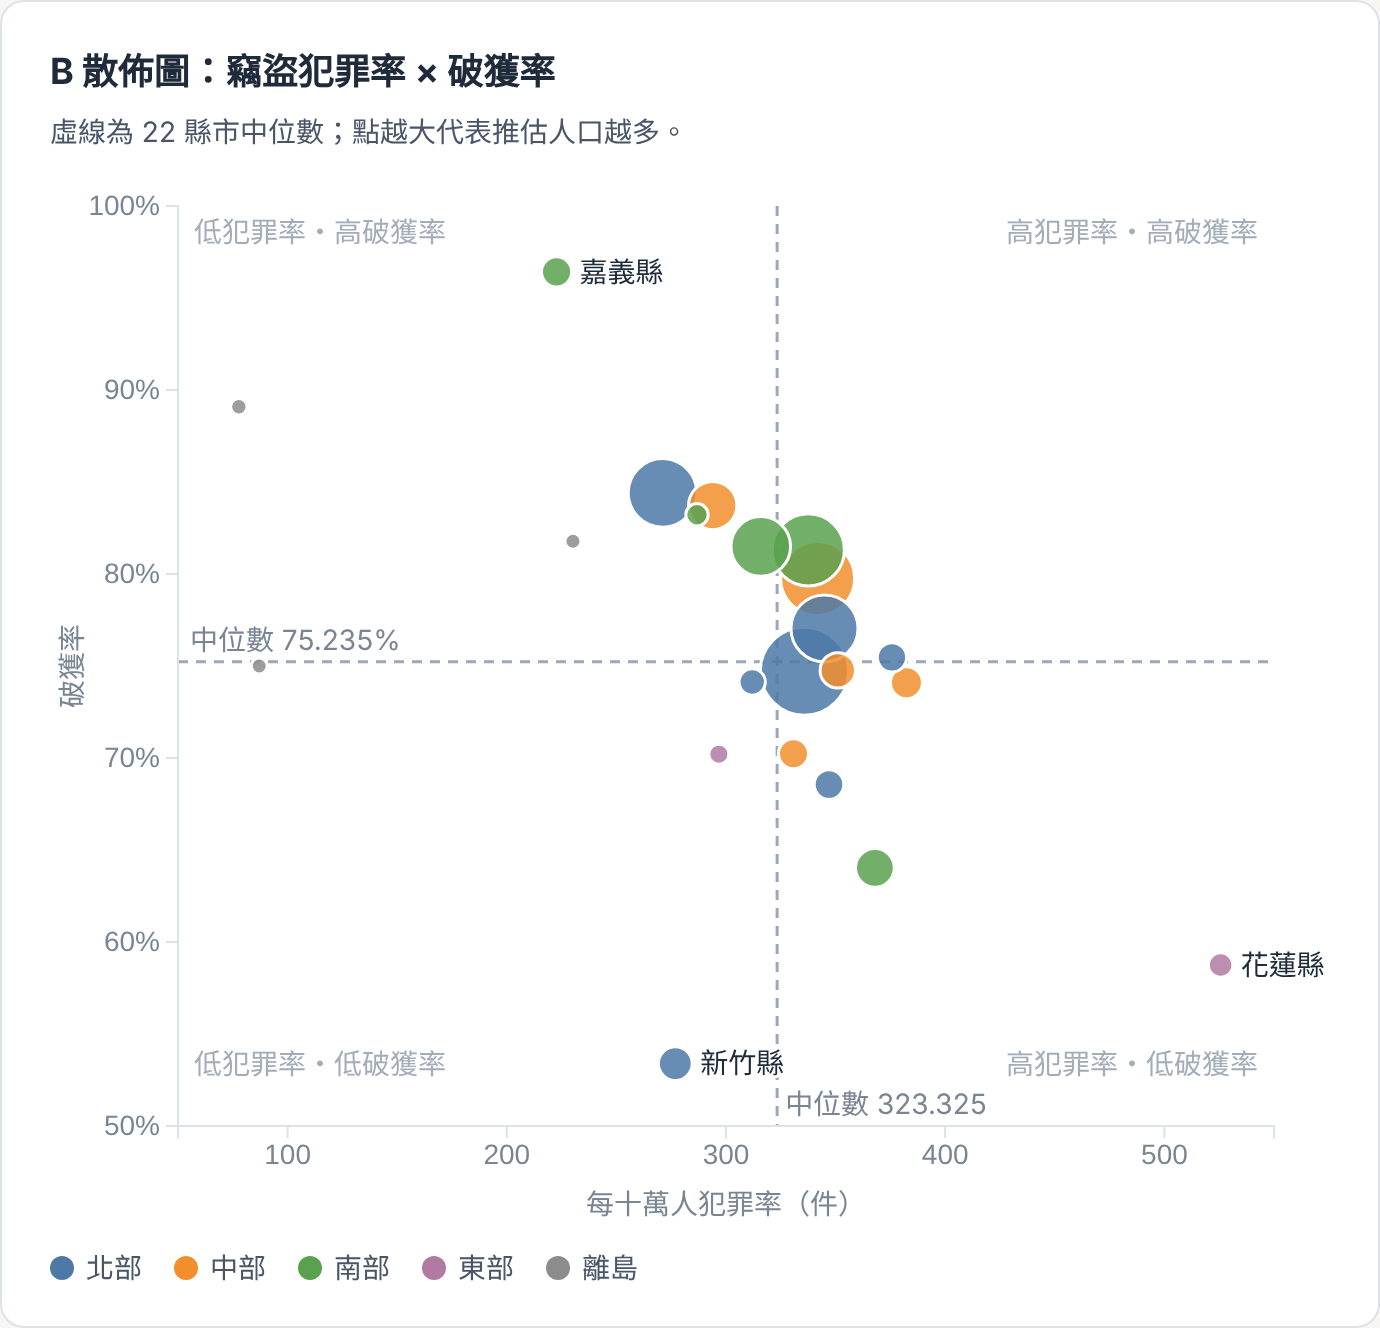 B 散佈圖：竊盜犯罪率 × 破獲率
虛線為 22 縣市中位數；點越大代表推估人口越多。
100%
低犯罪率・高破獲率
高犯罪率・高破獲率
嘉義縣
90%
80%
中位數 75.235%
破獲率
70%
60%
花蓮縣
低犯罪率・低破獲率
新竹縣
高犯罪率・低破獲率
中位數 323.325
50%
100 200 300 400 500
每十萬人犯罪率（件）
北部 中部 南部 東部 離島